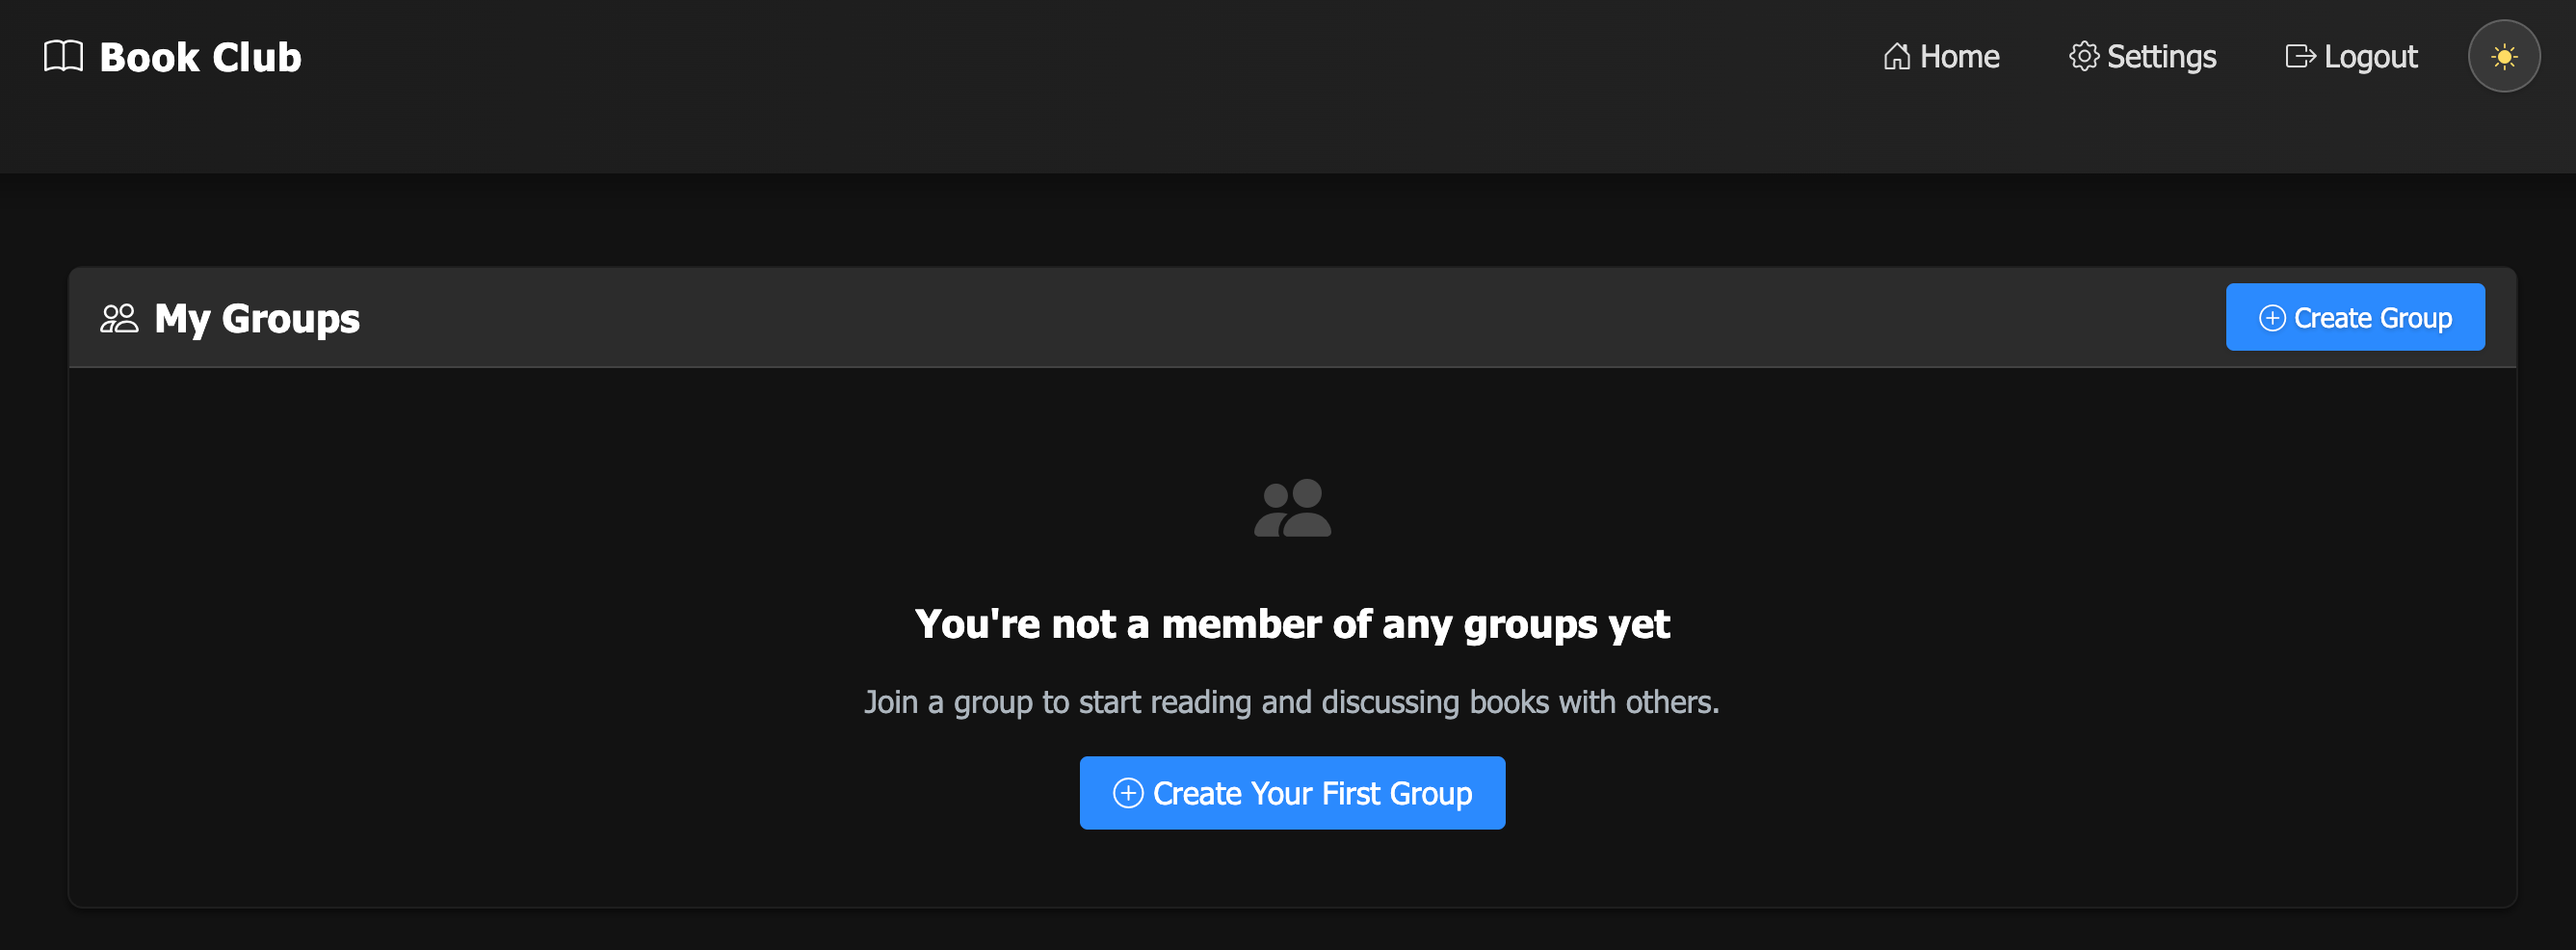 Book Club
Home
Settings
Logout
My Groups
Create Group
You're not a member of any groups yet
Join a group to start reading and discussing books with others.
Create Your First Group